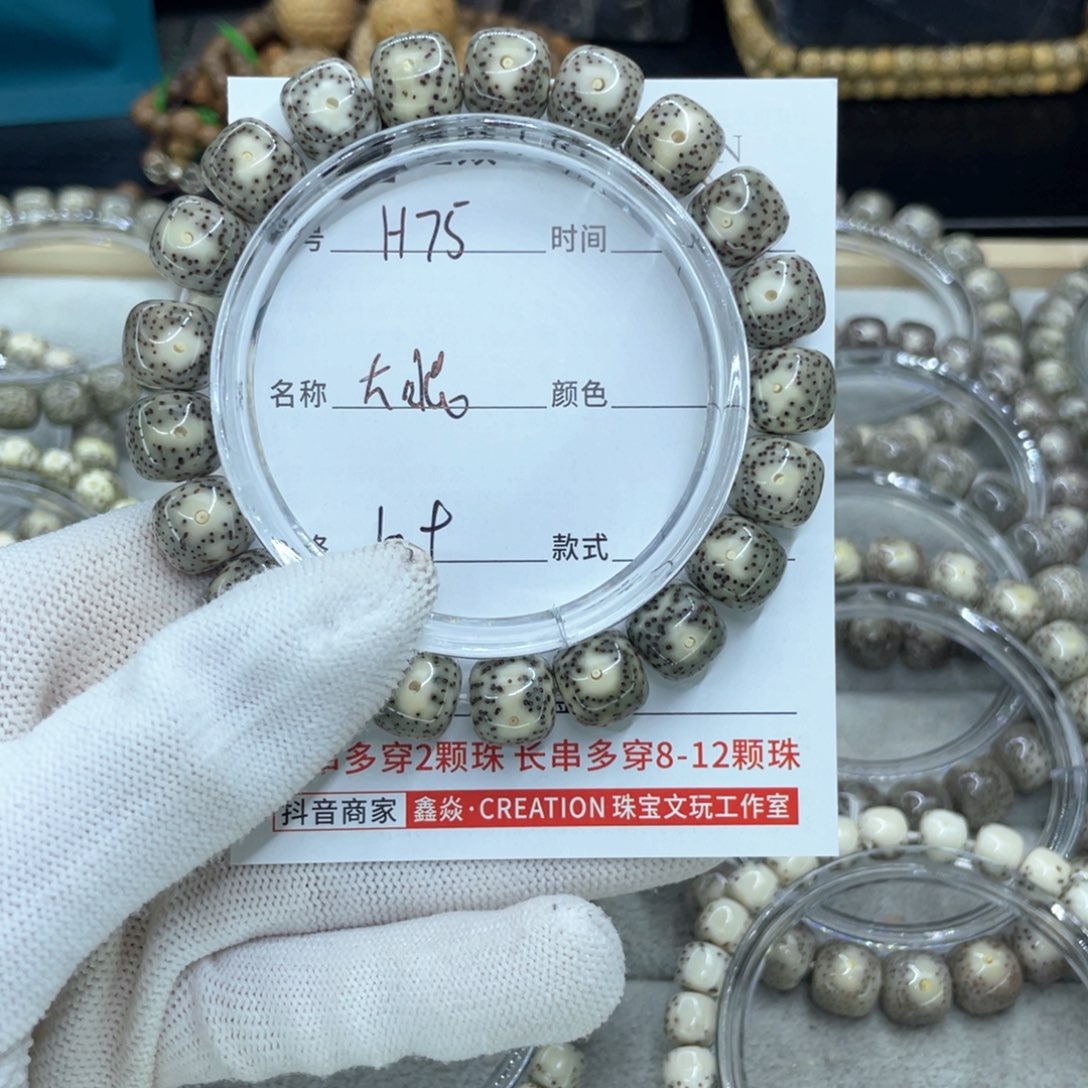 号 H75 时间
名称 大冰 颜色
款式
多穿2颗珠 长串多穿8-12颗珠
抖音商家 鑫焱·CREATION 珠宝文玩工作室